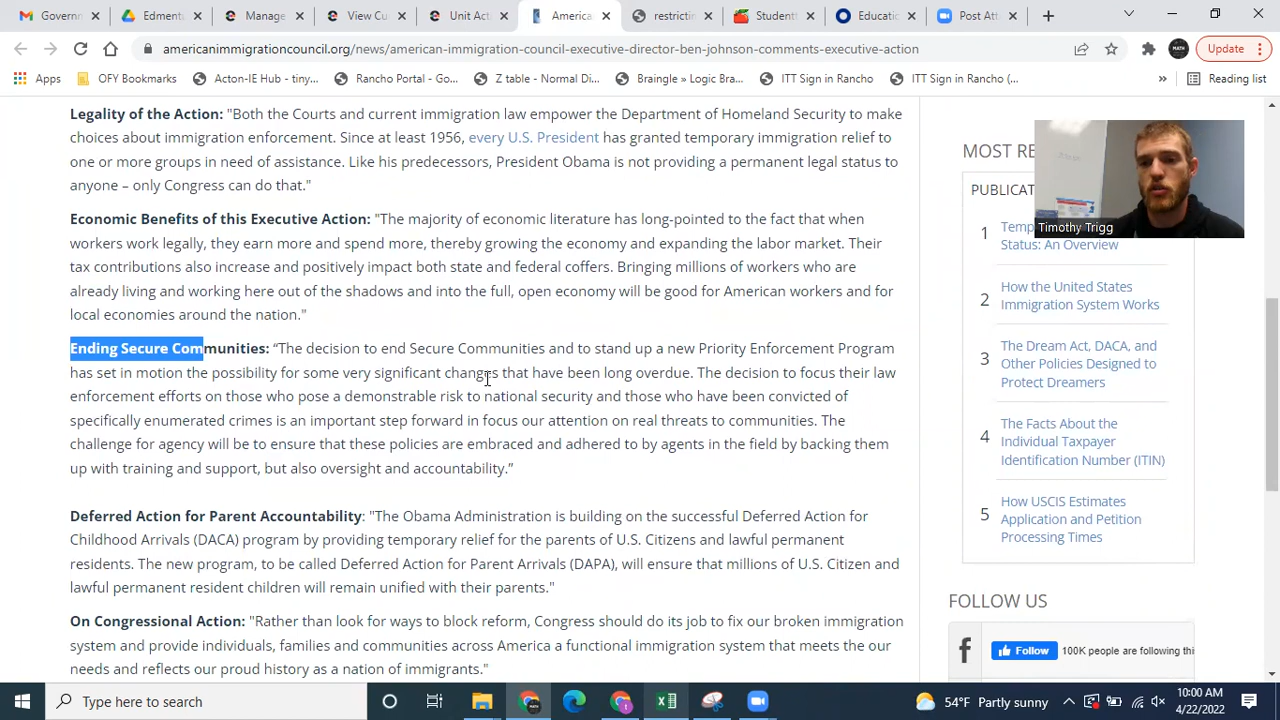 Governm
Edmento
Manage
View Cu
Unit Act
America
restricting
Student
Educatio
Post Att
americanimmigrationcouncil.org/news/american-immigration-council-executive-director-ben-johnson-comments-executive-action
Update
Apps
OFY Bookmarks
Acton-IE Hub - tiny...
Rancho Portal - Go...
Z table - Normal Di...
Braingle » Logic Bra...
ITT Sign in Rancho
ITT Sign in Rancho (...
»
Reading list
Legality of the Action: "Both the Courts and current immigration law empower the Department of Homeland Security to make
choices about immigration enforcement. Since at least 1956, every U.S. President has granted temporary immigration relief to
one or more groups in need of assistance. Like his predecessors, President Obama is not providing a permanent legal status to
anyone – only Congress can do that."
Economic Benefits of this Executive Action: "The majority of economic literature has long-pointed to the fact that when
workers work legally, they earn more and spend more, thereby growing the economy and expanding the labor market. Their
tax contributions also increase and positively impact both state and federal coffers. Bringing millions of workers who are
already living and working here out of the shadows and into the full, open economy will be good for American workers and for
local economies around the nation."
Ending Secure Communities: “The decision to end Secure Communities and to stand up a new Priority Enforcement Program
has set in motion the possibility for some very significant changes that have been long overdue. The decision to focus their law
enforcement efforts on those who pose a demonstrable risk to national security and those who have been convicted of
specifically enumerated crimes is an important step forward in focus our attention on real threats to communities. The
challenge for agency will be to ensure that these policies are embraced and adhered to by agents in the field by backing them
up with training and support, but also oversight and accountability.”
Deferred Action for Parent Accountability: "The Obama Administration is building on the successful Deferred Action for
Childhood Arrivals (DACA) program by providing temporary relief for the parents of U.S. Citizens and lawful permanent
residents. The new program, to be called Deferred Action for Parent Arrivals (DAPA), will ensure that millions of U.S. Citizen and
lawful permanent resident children will remain unified with their parents."
On Congressional Action: "Rather than look for ways to block reform, Congress should do its job to fix our broken immigration
system and provide individuals, families and communities across America a functional immigration system that meets the our
needs and reflects our proud history as a nation of immigrants."
MOST RE
PUBLICAT
Timothy Trigg
1 Temp
Status: An Overview
2 How the United States
Immigration System Works
3 The Dream Act, DACA, and
Other Policies Designed to
Protect Dreamers
4 The Facts About the
Individual Taxpayer
Identification Number (ITIN)
5 How USCIS Estimates
Application and Petition
Processing Times
FOLLOW US
Follow
100K people are following thi
Type here to search
54°F Partly sunny
10:00 AM
4/22/2022